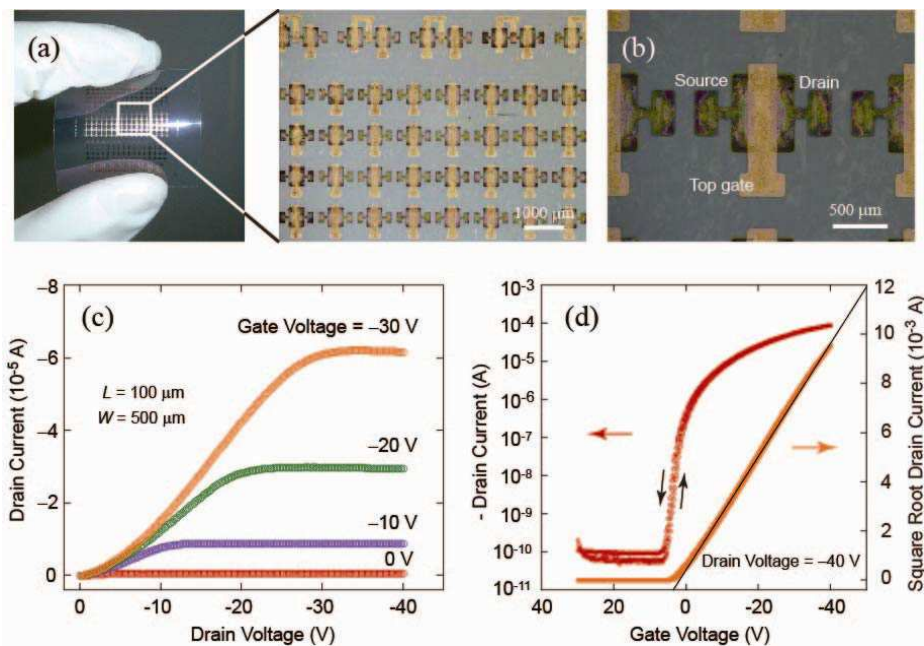 (a)
1000 μm
(b)
Source
Drain
Top gate
500 μm
(c)
Gate Voltage = –30 V
L = 100 μm
W = 500 μm
–20 V
–10 V
0 V
Drain Current (10⁻⁵ A)
–8
–6
–4
–2
0
0
-10
-20
-30
-40
Drain Voltage (V)
(d)
- Drain Current (A)
10⁻³
10⁻⁴
10⁻⁵
10⁻⁶
10⁻⁷
10⁻⁸
10⁻⁹
10⁻¹⁰
10⁻¹¹
Drain Voltage = –40 V
40
20
0
-20
-40
Gate Voltage (V)
12
10
8
6
4
2
0
Square Root Drain Current (10⁻³ A)